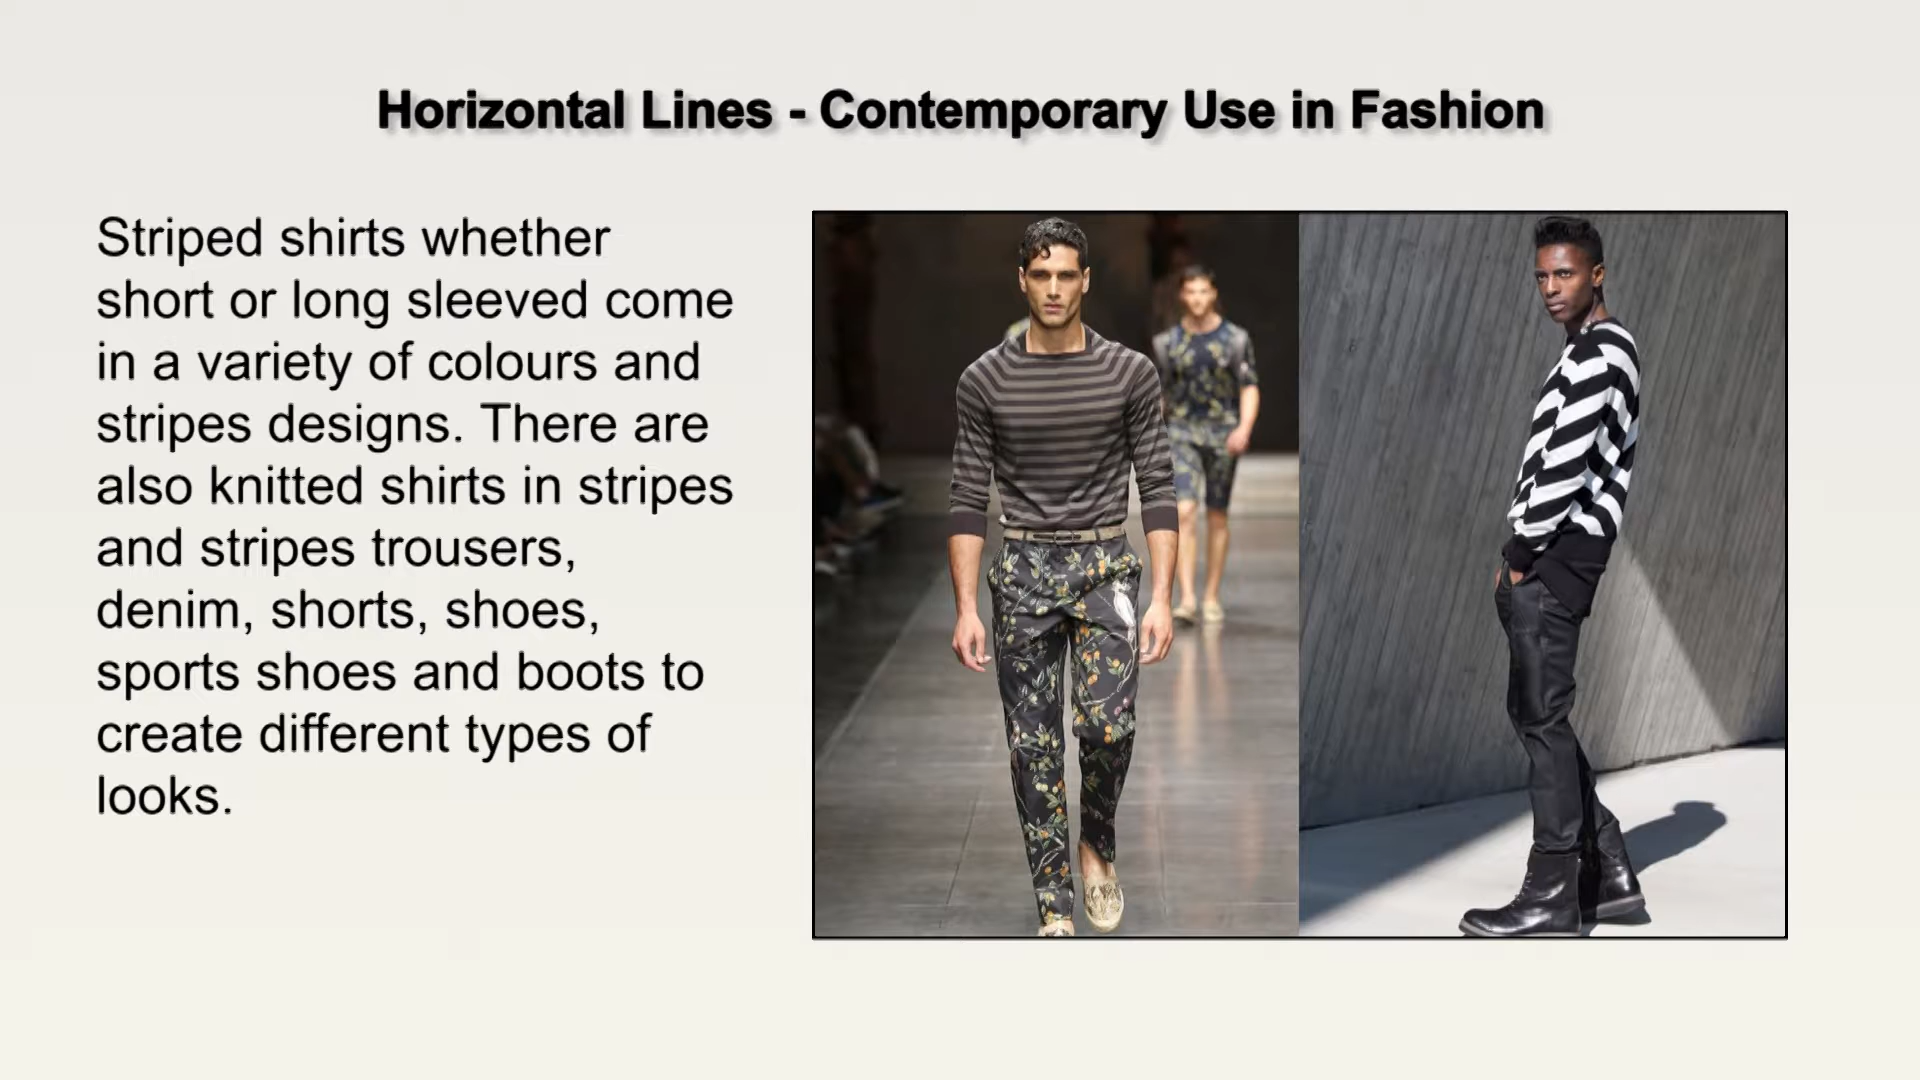 Horizontal Lines - Contemporary Use in Fashion
Striped shirts whether
short or long sleeved come
in a variety of colours and
stripes designs. There are
also knitted shirts in stripes
and stripes trousers,
denim, shorts, shoes,
sports shoes and boots to
create different types of
looks.